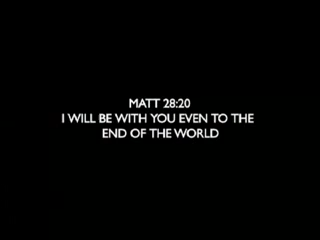 MATT 28:20
I WILL BE WITH YOU EVEN TO THE
END OF THE WORLD